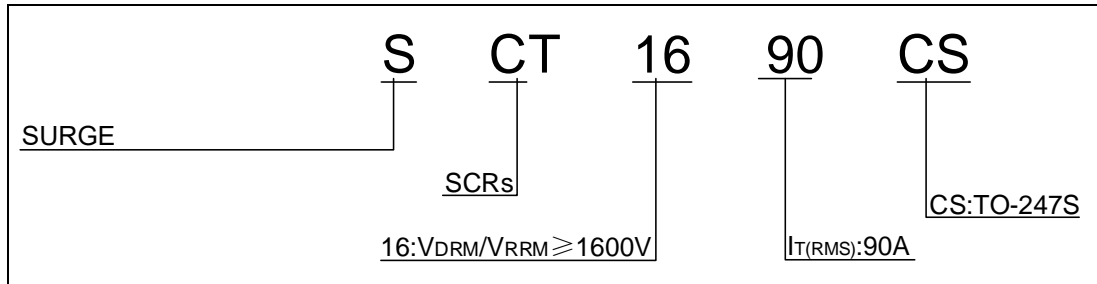 S CT 16 90 CS
SURGE
SCRs
CS:TO-247S
16:VDRM/VRRM≥1600V
IT(RMS):90A